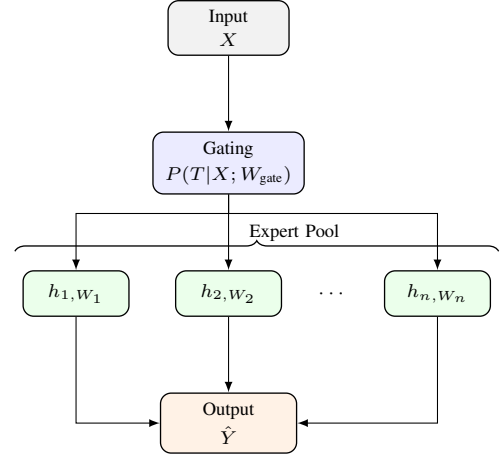 Input
X
Gating
P(T|X; W_gate)
Expert Pool
h_{1,W_1}
h_{2,W_2}
...
h_{n,W_n}
Output
Ŷ